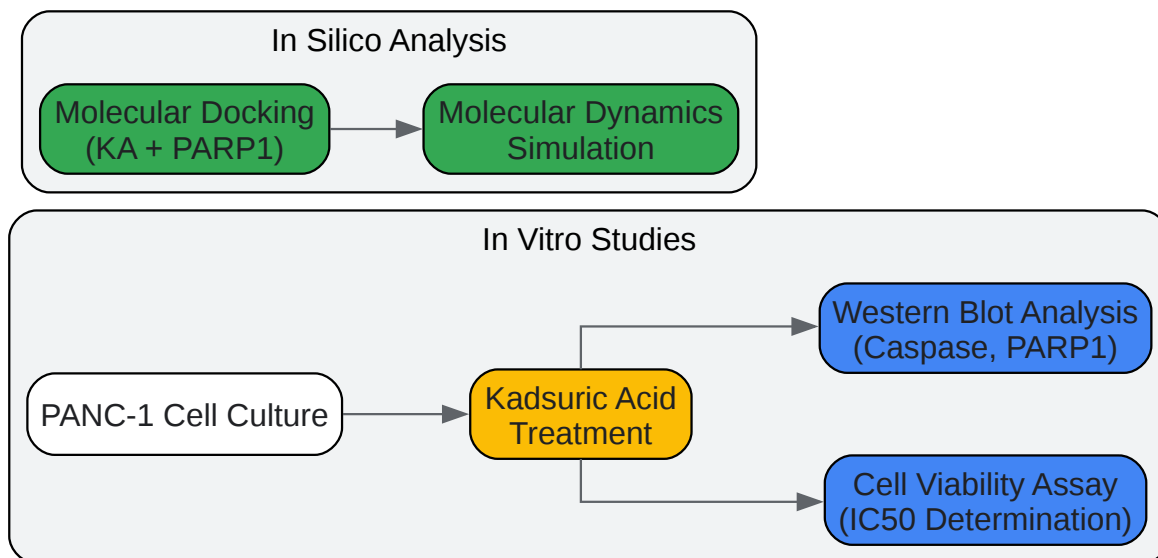 In Silico Analysis
Molecular Docking
(KA + PARP1)
Molecular Dynamics
Simulation
In Vitro Studies
PANC-1 Cell Culture
Kadsuric Acid
Treatment
Western Blot Analysis
(Caspase, PARP1)
Cell Viability Assay
(IC50 Determination)